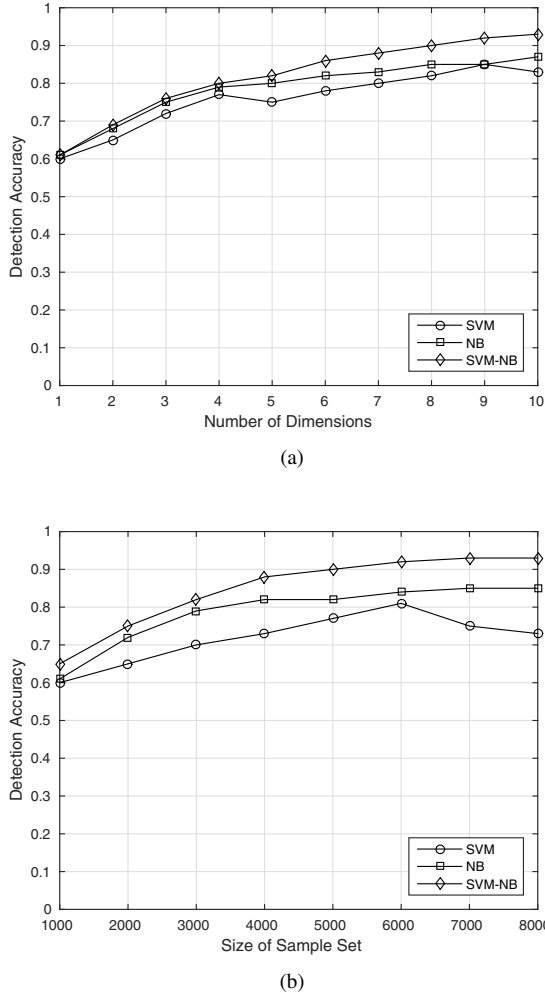 1
0.9
0.8
0.7
0.6
0.5
0.4
0.3
0.2
0.1
0
Detection Accuracy
SVM
NB
SVM-NB
1 2 3 4 5 6 7 8 9 10
Number of Dimensions
(a)
1
0.9
0.8
0.7
0.6
0.5
0.4
0.3
0.2
0.1
0
Detection Accuracy
SVM
NB
SVM-NB
1000 2000 3000 4000 5000 6000 7000 8000
Size of Sample Set
(b)